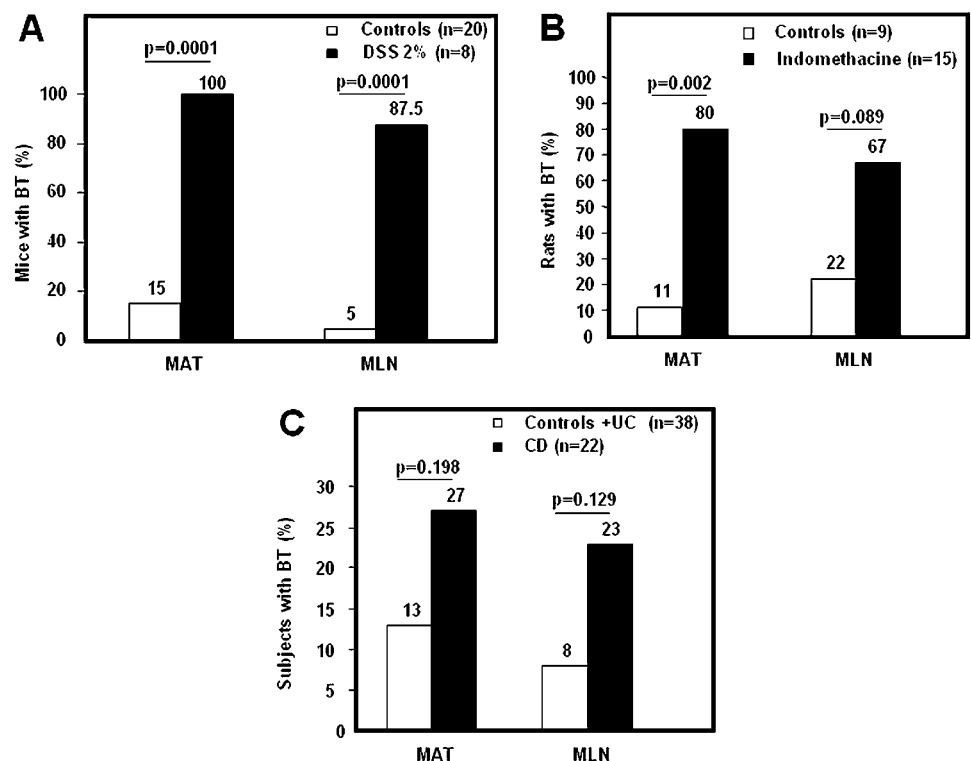 A
Controls (n=20)
DSS 2% (n=8)
p=0.0001
p=0.0001
100
87.5
15
5
Mice with BT (%)
100
80
60
40
20
0
MAT
MLN
B
Controls (n=9)
Indomethacine (n=15)
p=0.002
p=0.089
80
67
11
22
Rats with BT (%)
100
90
80
70
60
50
40
30
20
10
0
MAT
MLN
C
Controls +UC (n=38)
CD (n=22)
p=0.198
p=0.129
27
23
13
8
Subjects with BT (%)
30
25
20
15
10
5
0
MAT
MLN